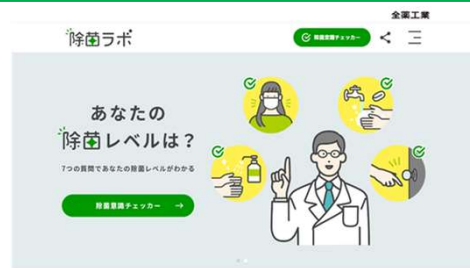 全薬工業
除菌ラボ
除菌意識チェッカー
あなたの
除菌レベルは？
7つの質問であなたの除菌レベルがわかる
除菌意識チェッカー